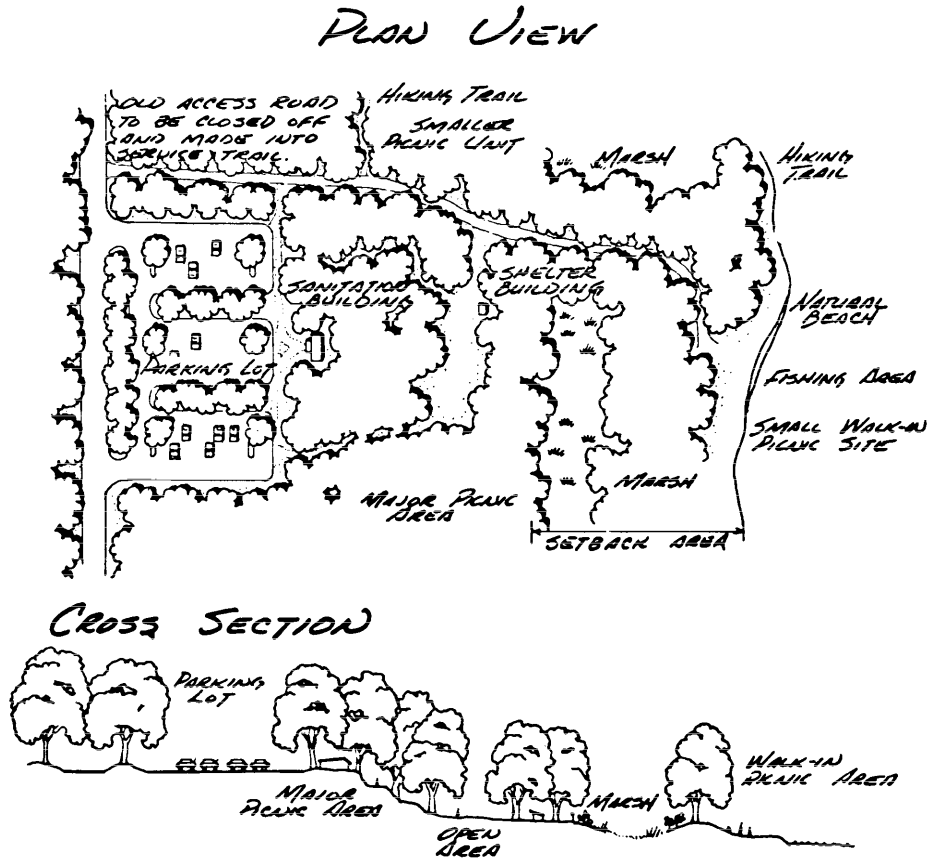 PLAN VIEW
OLD ACCESS ROAD
TO BE CLOSED OFF
AND MADE INTO
SERVICE TRAIL.
HIKING TRAIL
SMALLER
PICNIC UNIT
MARSH
HIKING
TRAIL
SANITATION
BUILDING
SHELTER
BUILDING
NATURAL
BEACH
PARKING LOT
FISHING AREA
SMALL WALK-IN
PICNIC SITE
MAJOR PICNIC
AREA
MARSH
SETBACK AREA
CROSS SECTION
PARKING
LOT
MAJOR
PICNIC AREA
OPEN
AREA
MARSH
WALK-IN
PICNIC AREA